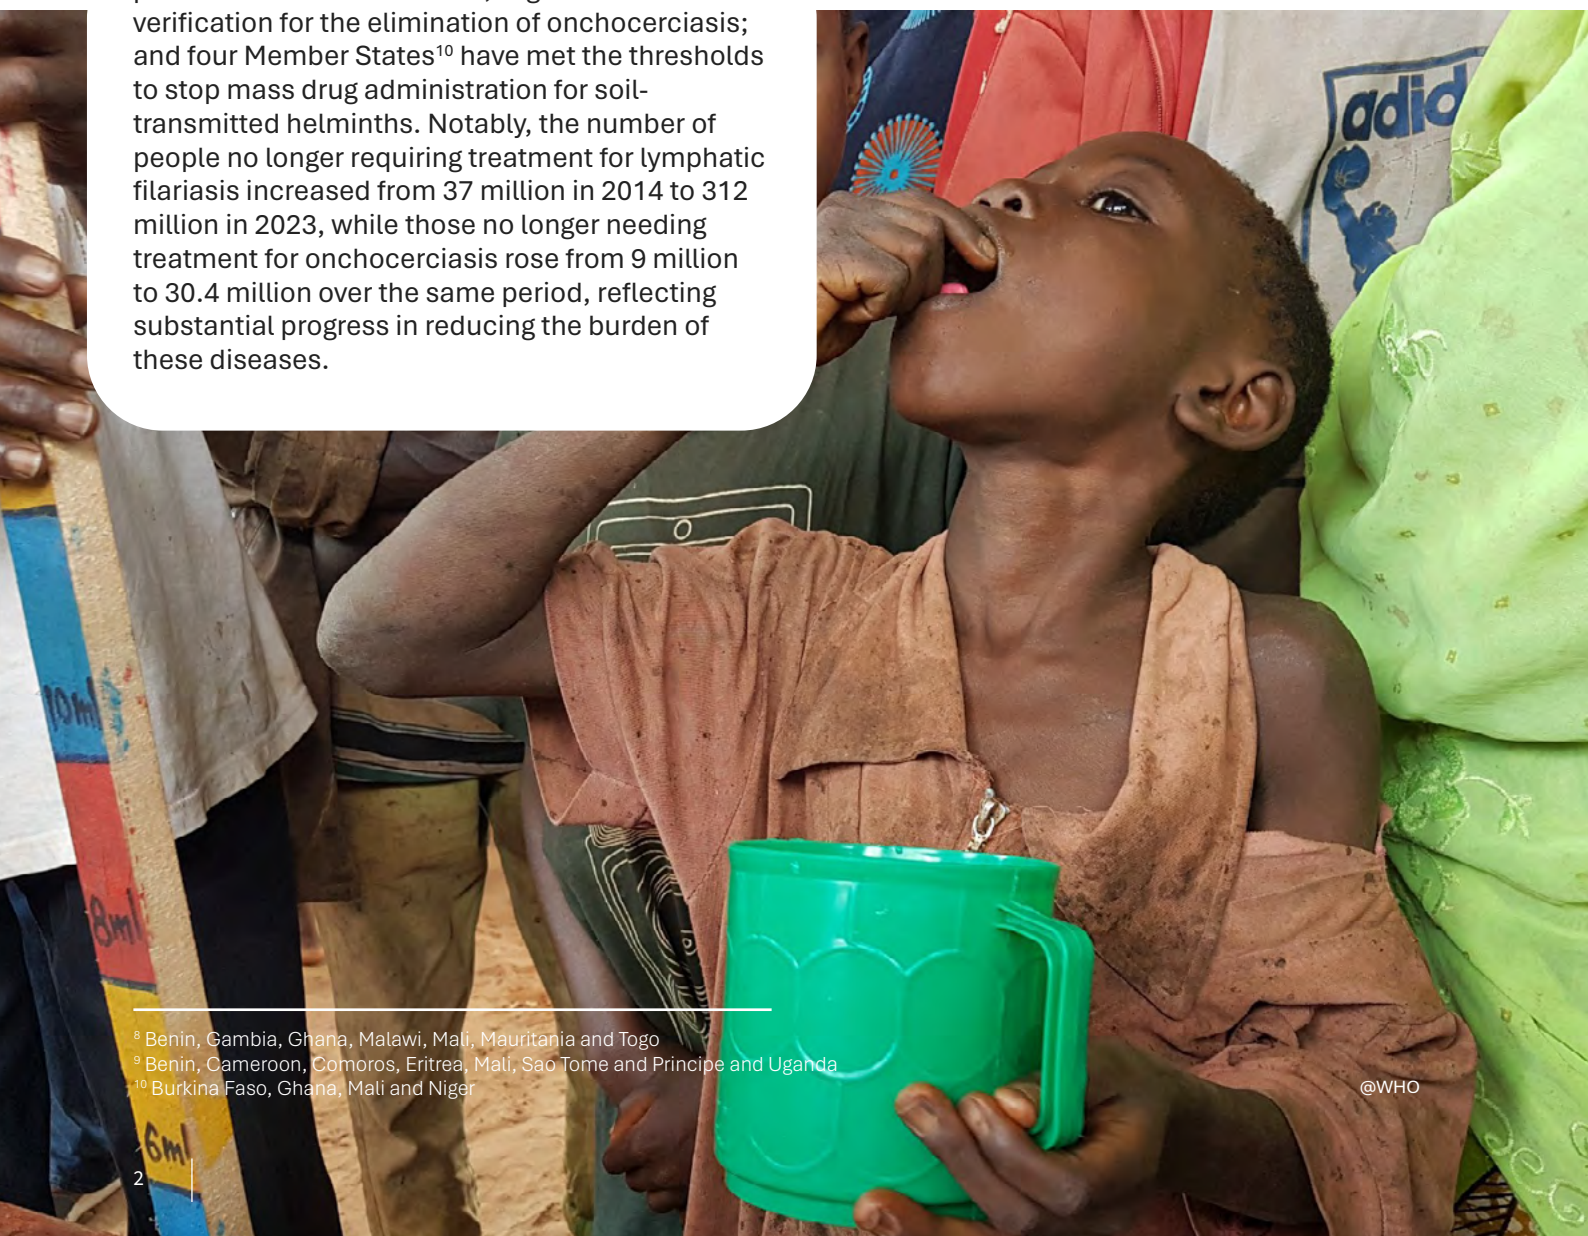 verification for the elimination of onchocerciasis;
and four Member States¹⁰ have met the thresholds
to stop mass drug administration for soil-
transmitted helminths. Notably, the number of
people no longer requiring treatment for lymphatic
filariasis increased from 37 million in 2014 to 312
million in 2023, while those no longer needing
treatment for onchocerciasis rose from 9 million
to 30.4 million over the same period, reflecting
substantial progress in reducing the burden of
these diseases.
adid
10ml
8ml
⁸ Benin, Gambia, Ghana, Malawi, Mali, Mauritania and Togo
⁹ Benin, Cameroon, Comoros, Eritrea, Mali, Sao Tome and Principe and Uganda
¹⁰ Burkina Faso, Ghana, Mali and Niger
@WHO
6ml
2